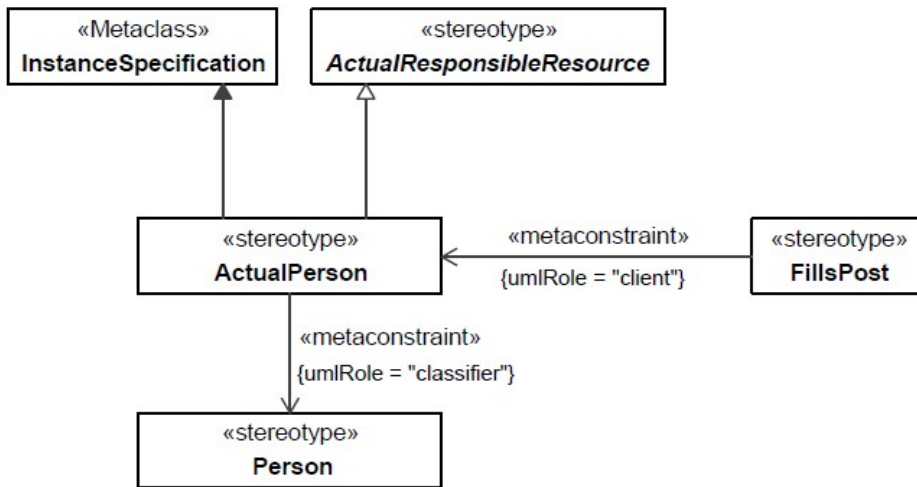 «Metaclass»
InstanceSpecification
«stereotype»
ActualResponsibleResource
«stereotype»
ActualPerson
«metaconstraint»
{umlRole = "client"}
«stereotype»
FillsPost
«metaconstraint»
{umlRole = "classifier"}
«stereotype»
Person